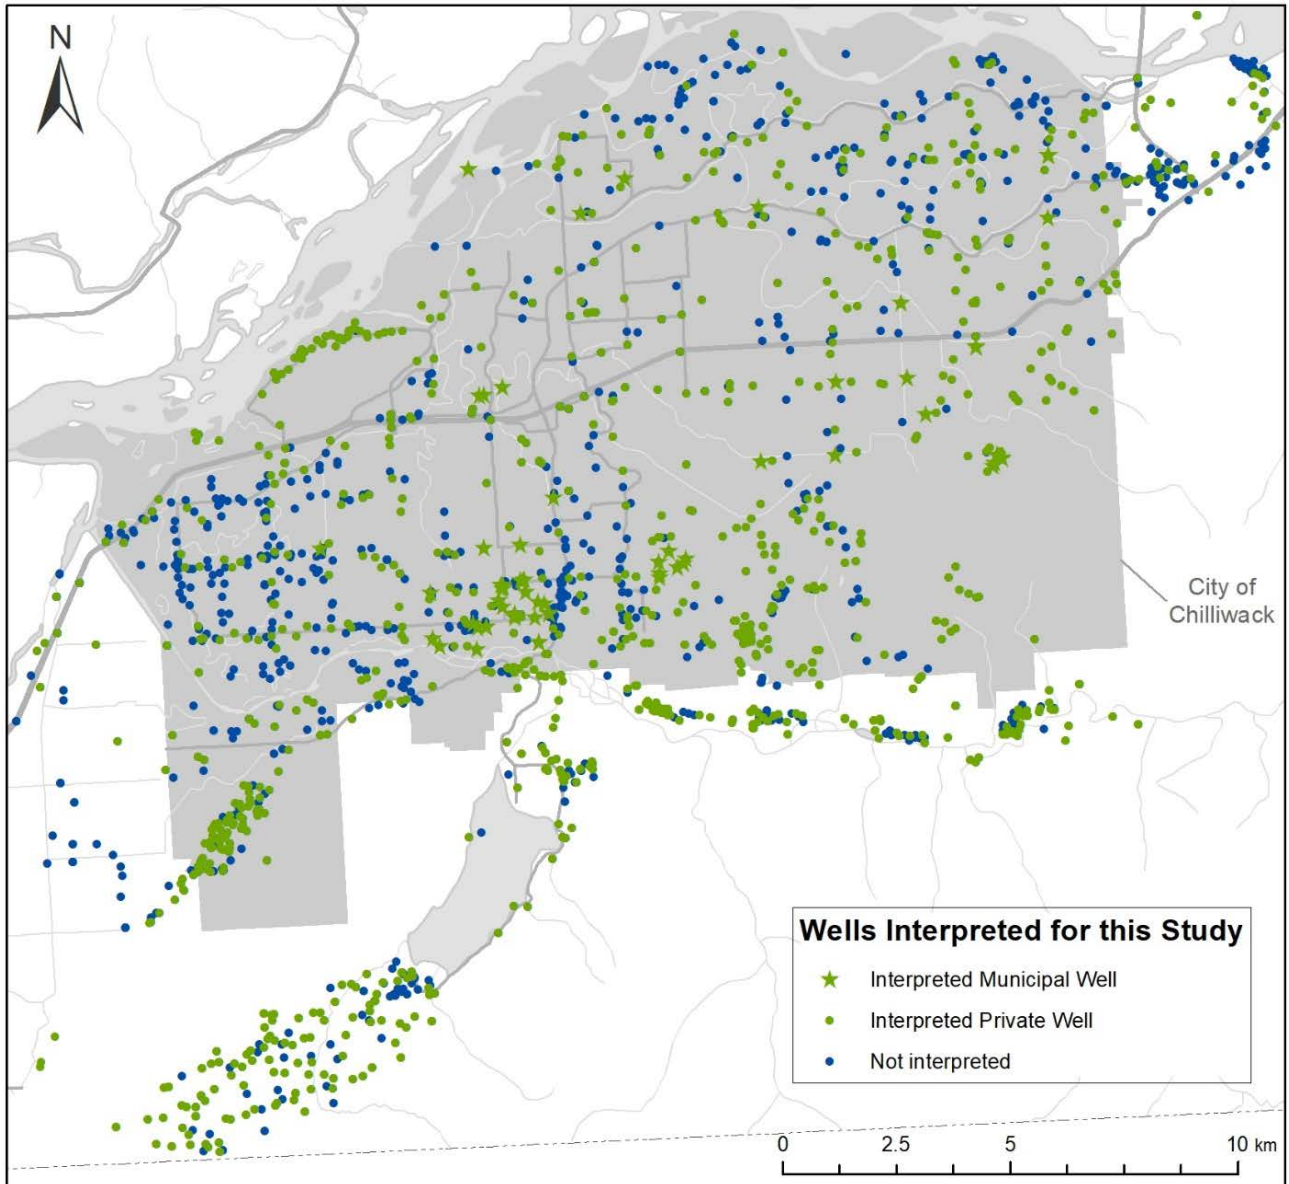 N
City of
Chilliwack
Wells Interpreted for this Study
Interpreted Municipal Well
Interpreted Private Well
Not interpreted
0 2.5 5 10 km